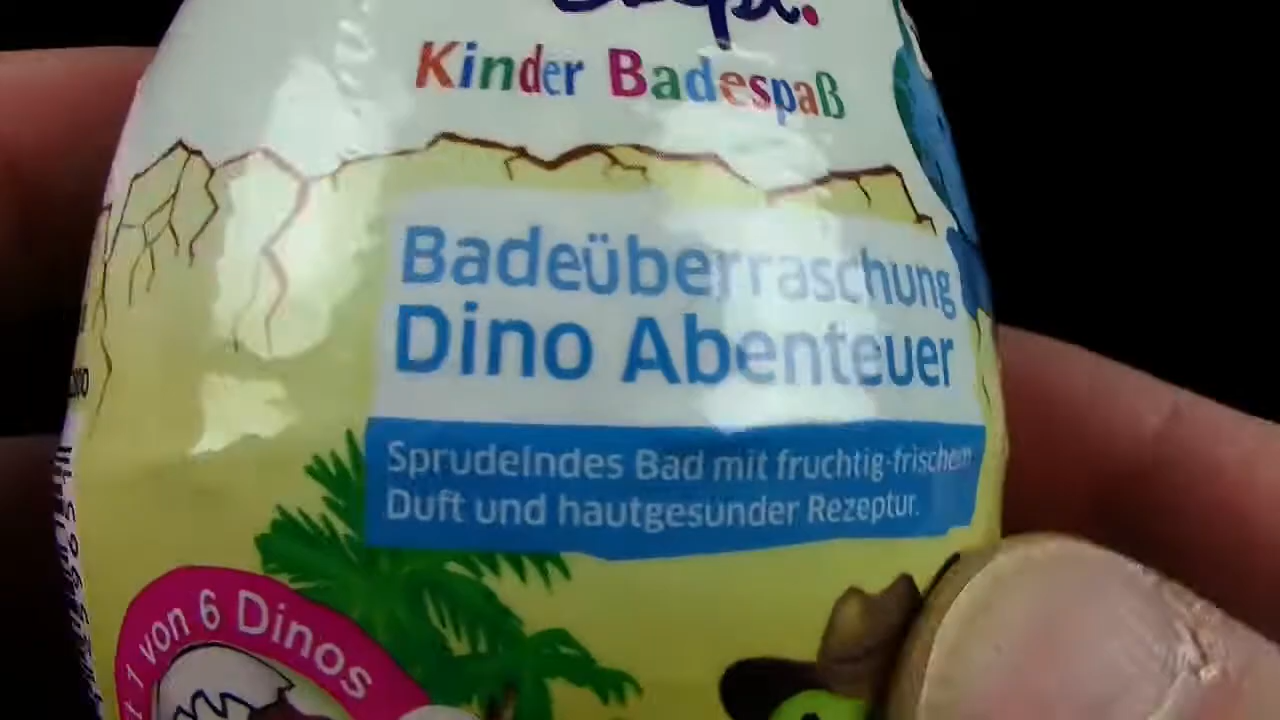 Kinder Badespaß
Badeüberraschung
Dino Abenteuer
Sprudelndes Bad mit fruchtig-frischem
Duft und hautgesunder Rezeptur.
1 von 6 Dinos